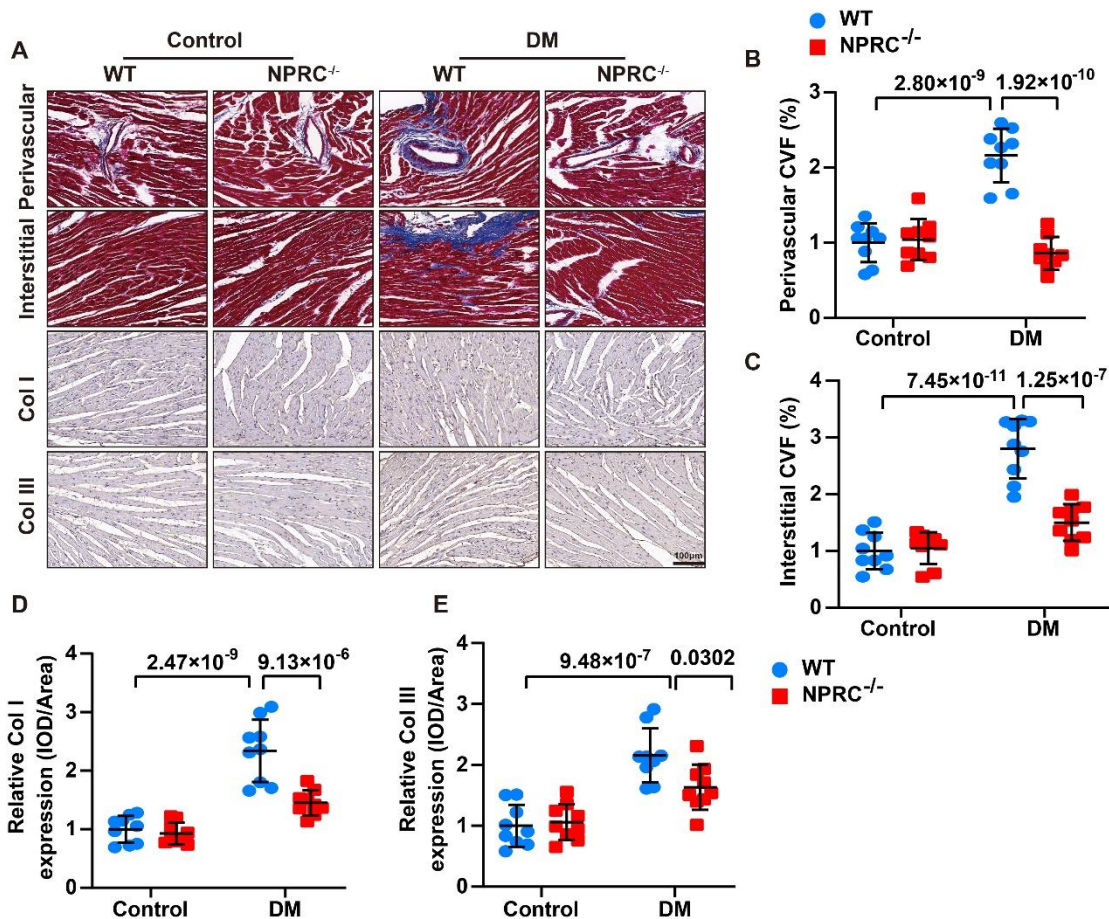 A
Control
DM
WT
NPRC⁻/⁻
WT
NPRC⁻/⁻
Perivascular
Interstitial
Col I
Col III
100μm
WT
NPRC⁻/⁻
B
2.80×10⁻⁹
1.92×10⁻¹⁰
Perivascular CVF (%)
3
2
1
0
Control
DM
C
7.45×10⁻¹¹
1.25×10⁻⁷
Interstitial CVF (%)
4
3
2
1
0
Control
DM
D
2.47×10⁻⁹
9.13×10⁻⁶
Relative Col I
expression (IOD/Area)
4
3
2
1
0
Control
DM
E
9.48×10⁻⁷
0.0302
Relative Col III
expression (IOD/Area)
4
3
2
1
0
Control
DM
WT
NPRC⁻/⁻